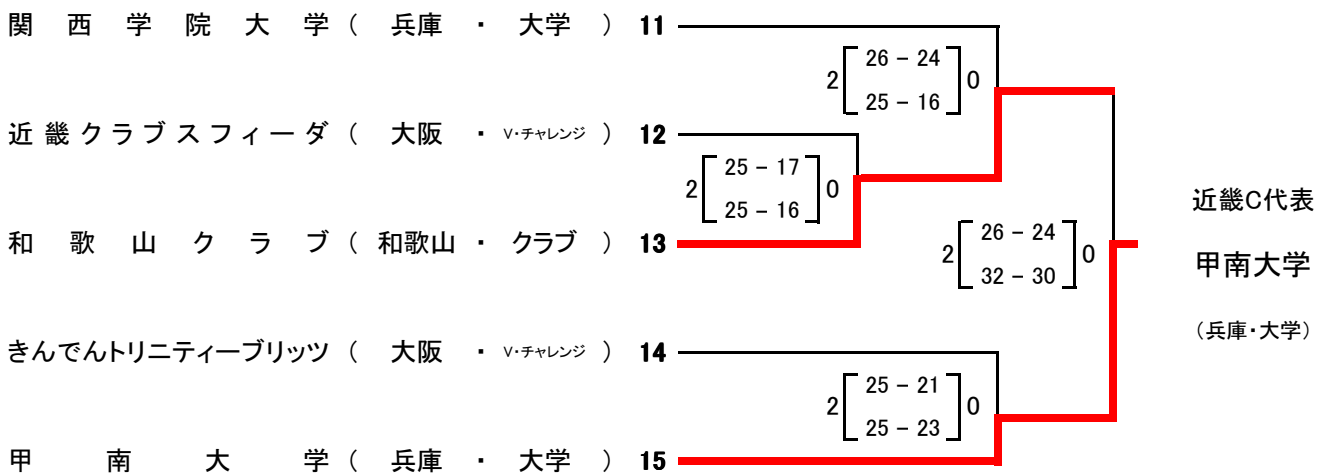 関西学院大学 ( 兵庫 ・ 大学 ) 11
2 26 － 24 0
25 － 16
近畿クラブスフィーダ ( 大阪 ・ V・チャレンジ ) 12
2 25 － 17 0
25 － 16
和歌山クラブ ( 和歌山 ・ クラブ ) 13
2 26 － 24 0
32 － 30
近畿C代表
甲南大学
(兵庫・大学)
きんでんトリニティーブリッツ ( 大阪 ・ V・チャレンジ ) 14
2 25 － 21 0
25 － 23
甲南大学 ( 兵庫 ・ 大学 ) 15